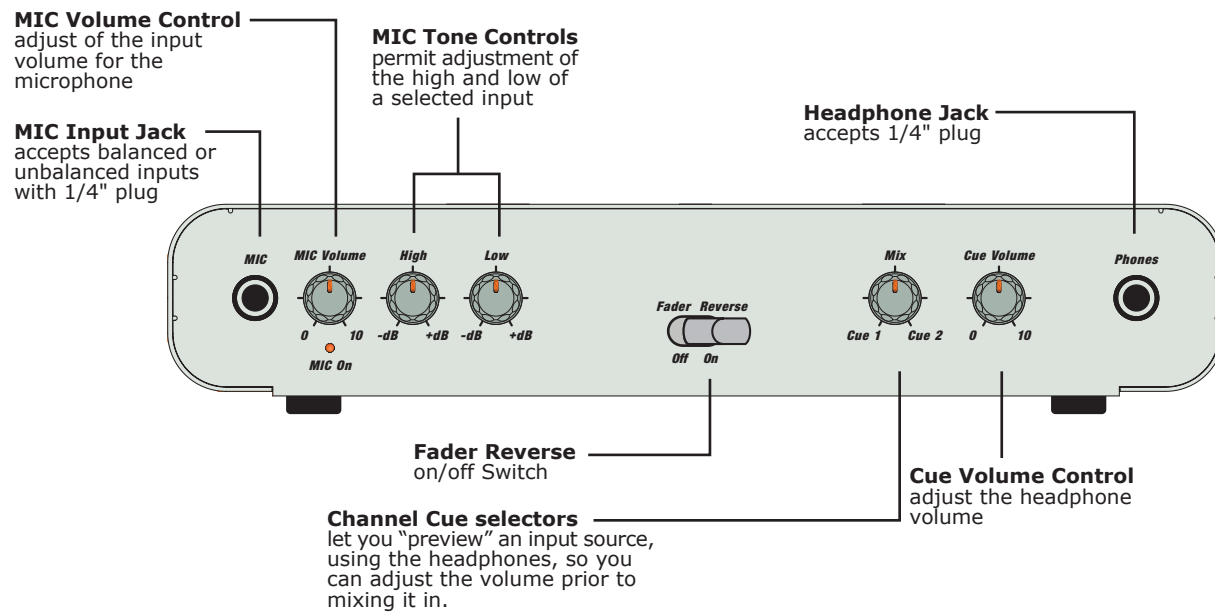 MIC Volume Control
adjust of the input
volume for the
microphone
MIC Tone Controls
permit adjustment of
the high and low of
a selected input
MIC Input Jack
accepts balanced or
unbalanced inputs
with 1/4" plug
Headphone Jack
accepts 1/4" plug
MIC
MIC Volume
0 10
MIC On
High
-dB +dB
Low
-dB +dB
Fader Reverse
Off On
Mix
Cue 1 Cue 2
Cue Volume
0 10
Phones
Fader Reverse
on/off Switch
Channel Cue selectors
let you “preview” an input source,
using the headphones, so you
can adjust the volume prior to
mixing it in.
Cue Volume Control
adjust the headphone
volume